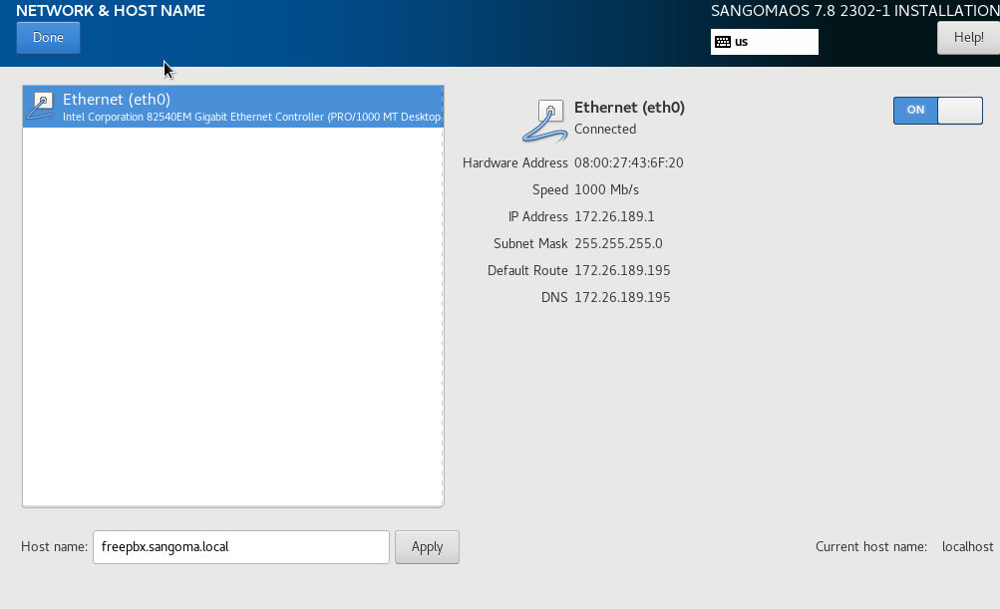 NETWORK & HOST NAME
SANGOMAOS 7.8 2302-1 INSTALLATION
Done
us
Help!
Ethernet (eth0)
Intel Corporation 82540EM Gigabit Ethernet Controller (PRO/1000 MT Desktop
Ethernet (eth0)
Connected
ON
Hardware Address 08:00:27:43:6F:20
Speed 1000 Mb/s
IP Address 172.26.189.1
Subnet Mask 255.255.255.0
Default Route 172.26.189.195
DNS 172.26.189.195
Host name: freepbx.sangoma.local Apply
Current host name: localhost